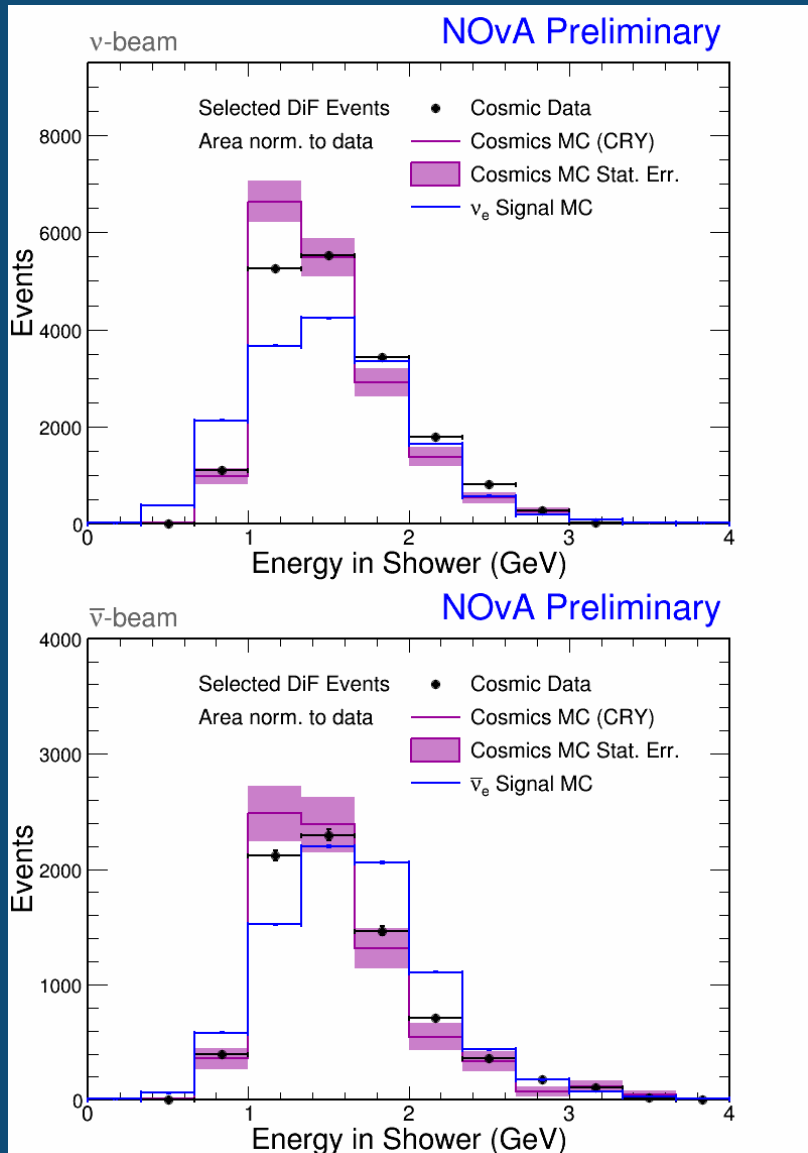 ν-beam NOvA Preliminary
Selected DiF Events Cosmic Data
Area norm. to data Cosmics MC (CRY)
Cosmics MC Stat. Err.
νₑ Signal MC
8000
6000
4000
2000
0
Events
0 1 2 3 4
Energy in Shower (GeV)
ν̅-beam NOvA Preliminary
4000
Selected DiF Events Cosmic Data
Area norm. to data Cosmics MC (CRY)
Cosmics MC Stat. Err.
ν̅ₑ Signal MC
3000
2000
1000
0
Events
0 1 2 3 4
Energy in Shower (GeV)